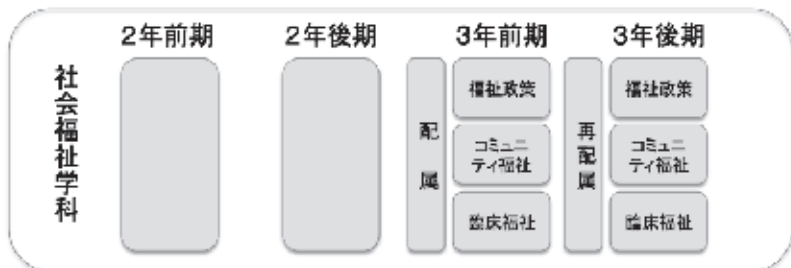 社会福祉学科
2年前期
2年後期
3年前期
3年後期
配属
福祉政策
コミュニ
ティ福祉
臨床福祉
再配属
福祉政策
コミュニ
ティ福祉
臨床福祉